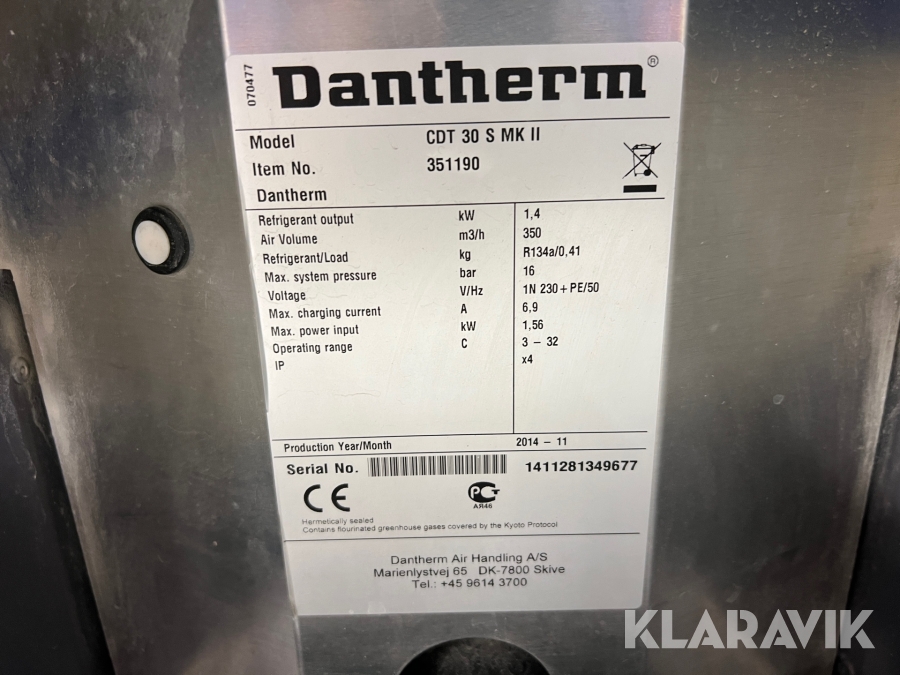 070477
Dantherm®
Model CDT 30 S MK II
Item No. 351190
Dantherm
Refrigerant output kW 1,4
Air Volume m3/h 350
Refrigerant/Load kg R134a/0,41
Max. system pressure bar 16
Voltage V/Hz 1N 230+PE/50
Max. charging current A 6,9
Max. power input kW 1,56
Operating range C 3 – 32
IP x4
Production Year/Month 2014 – 11
Serial No. 1411281349677
CE
РСТ
АЯ46
Hermetically sealed
Contains flourinated greenhouse gases covered by the Kyoto Protocol
Dantherm Air Handling A/S
Marienlystvej 65 DK-7800 Skive
Tel.: +45 9614 3700
KLARAVIK